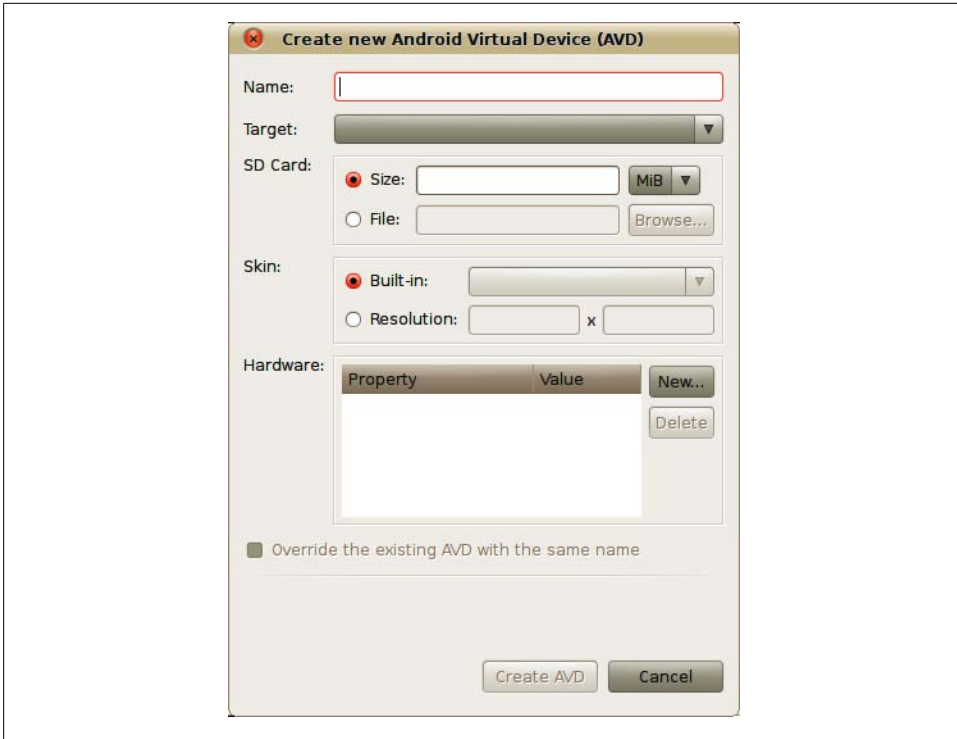 Create new Android Virtual Device (AVD)
Name:
Target:
SD Card:
Size:
MiB
File:
Browse...
Skin:
Built-in:
Resolution:
x
Hardware:
Property Value
New...
Delete
Override the existing AVD with the same name
Create AVD
Cancel